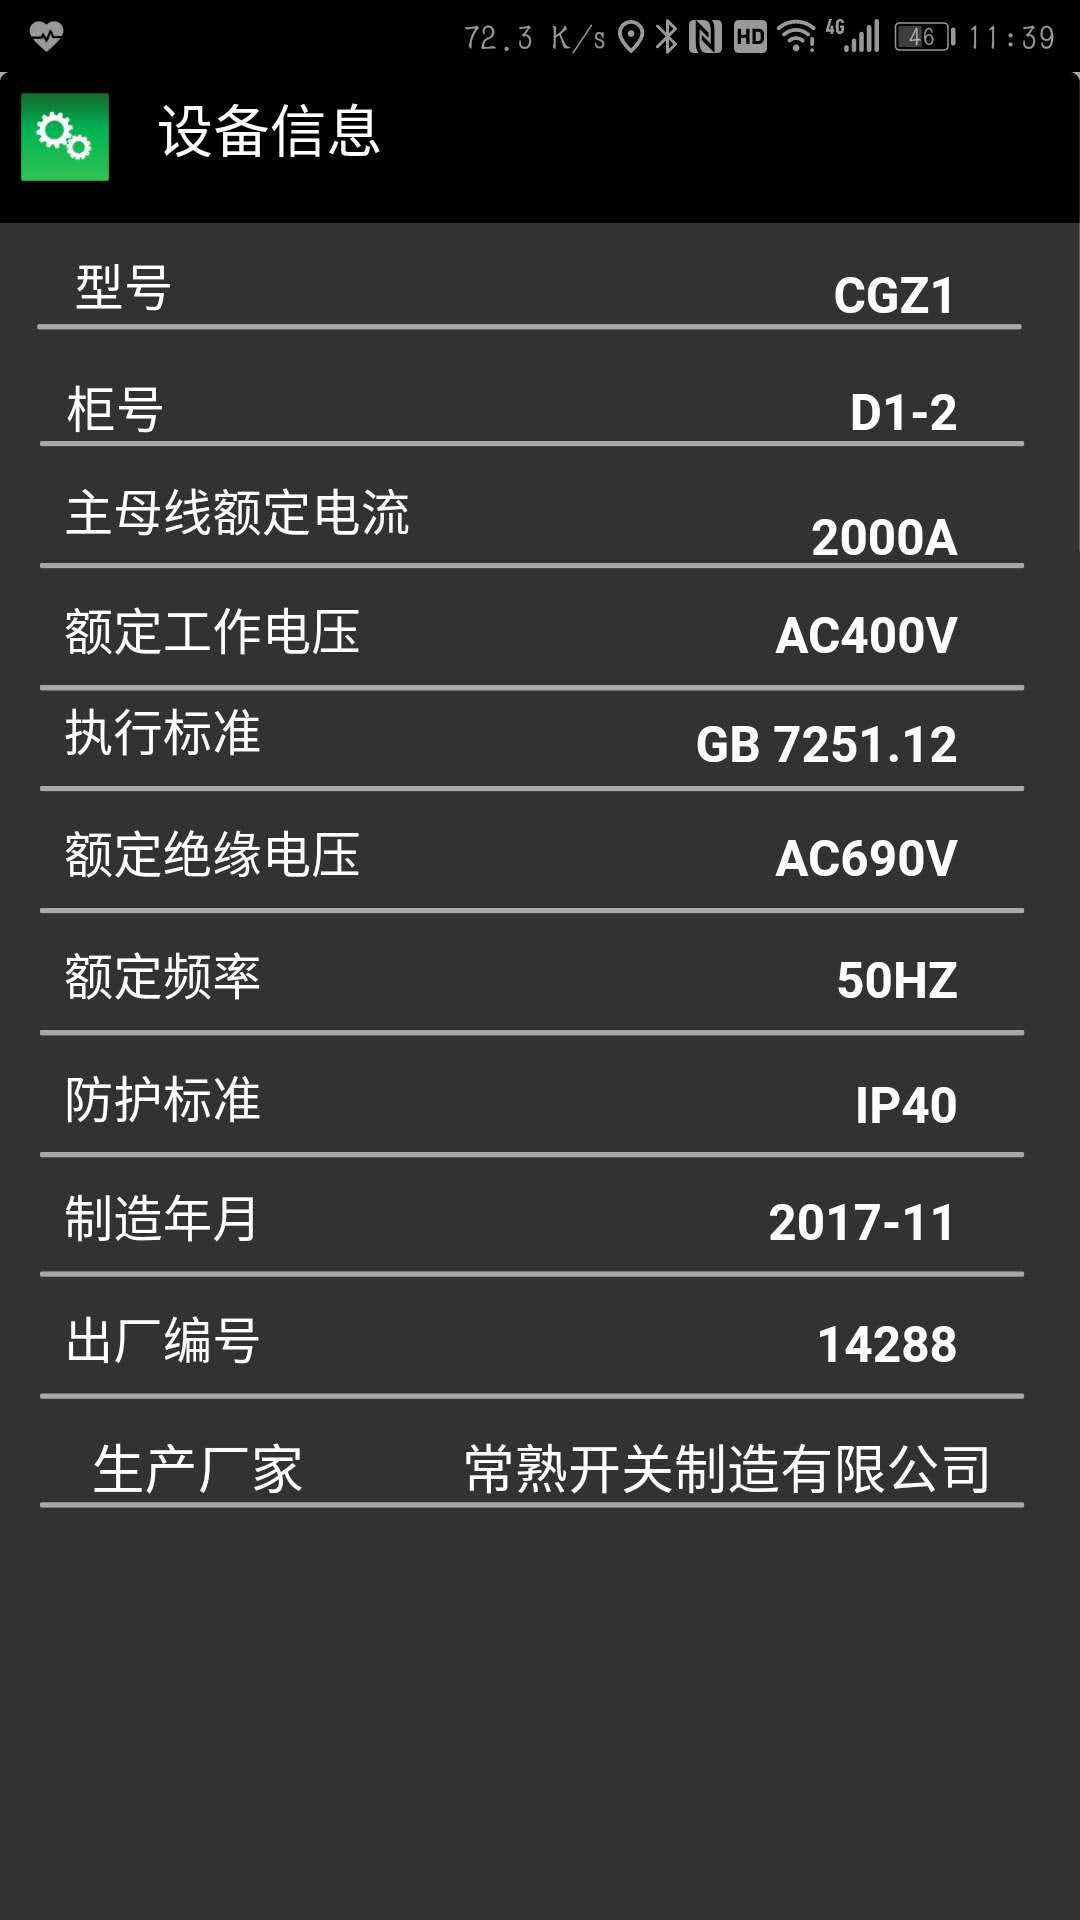 72.3 K/s HD 4G 46 11:39
设备信息
型号 CGZ1
柜号 D1-2
主母线额定电流 2000A
额定工作电压 AC400V
执行标准 GB 7251.12
额定绝缘电压 AC690V
额定频率 50HZ
防护标准 IP40
制造年月 2017-11
出厂编号 14288
生产厂家 常熟开关制造有限公司